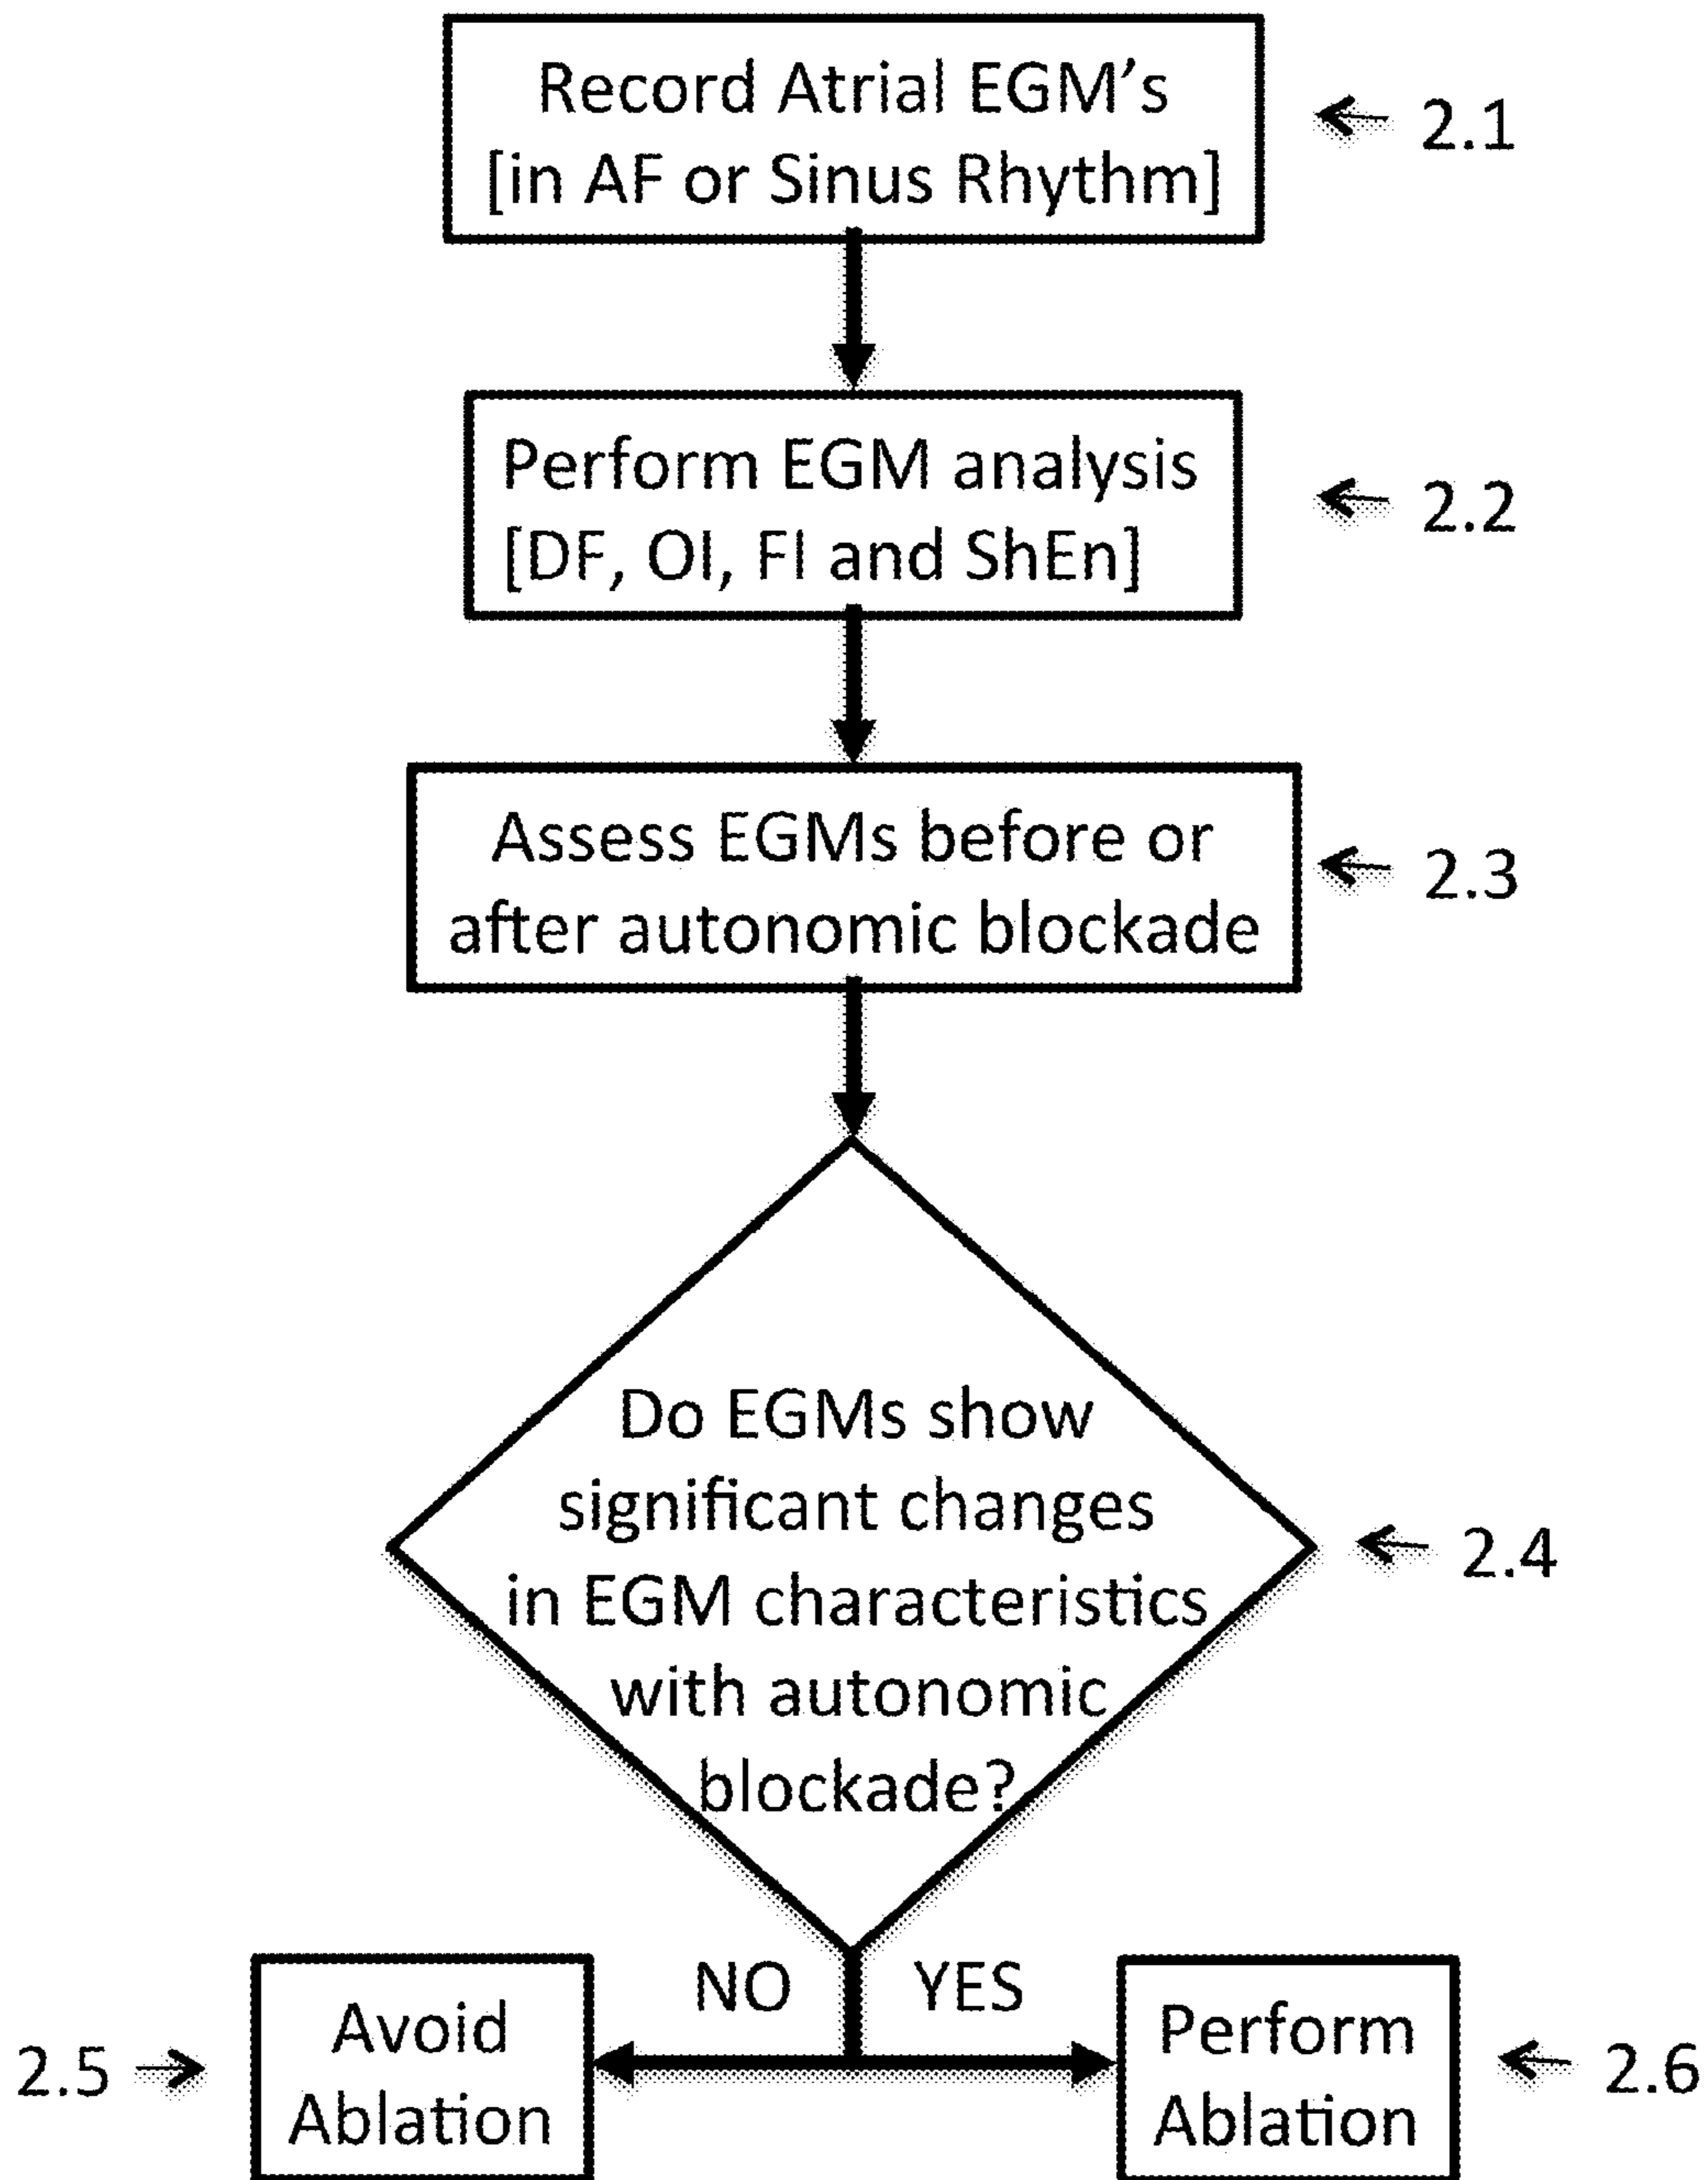 Record Atrial EGM's
[in AF or Sinus Rhythm]
2.1
Perform EGM analysis
[DF, OI, FI and ShEn]
2.2
Assess EGMs before or
after autonomic blockade
2.3
Do EGMs show
significant changes
in EGM characteristics
with autonomic
blockade?
2.4
NO
YES
2.5
Avoid
Ablation
Perform
Ablation
2.6